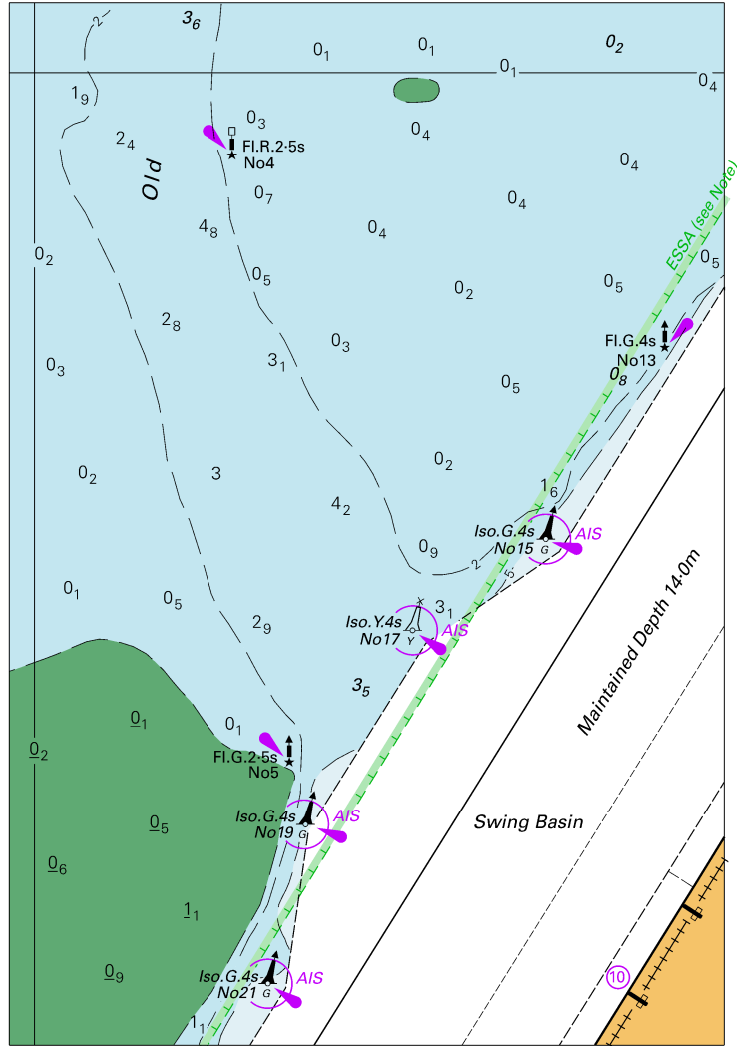 2
3₆
0₁
0₁
0₂
0₁
0₄
1₉
0₃
2₄
0₄
Fl.R.2·5s
No4
Old
0₄
0₇
0₄
4₈
0₄
ESSA (see Note)
0₂
0₅
0₅
0₅
0₂
2₈
0₃
Fl.G.4s
No13
3₁
0₃
0₅
0₈
0₂
3
0₂
1₆
4₂
Iso.G.4s
No15
G
AIS
0₉
2
5
Maintained Depth 14·0m
0₁
0₅
2₉
3₁
Iso.Y.4s
No17
Y
AIS
3₅
0₁
0₁
0₂
Fl.G.2·5s
No5
0₅
Iso.G.4s
No19
G
AIS
Swing Basin
0₆
1₁
0₉
Iso.G.4s
No21
G
AIS
10
1₁